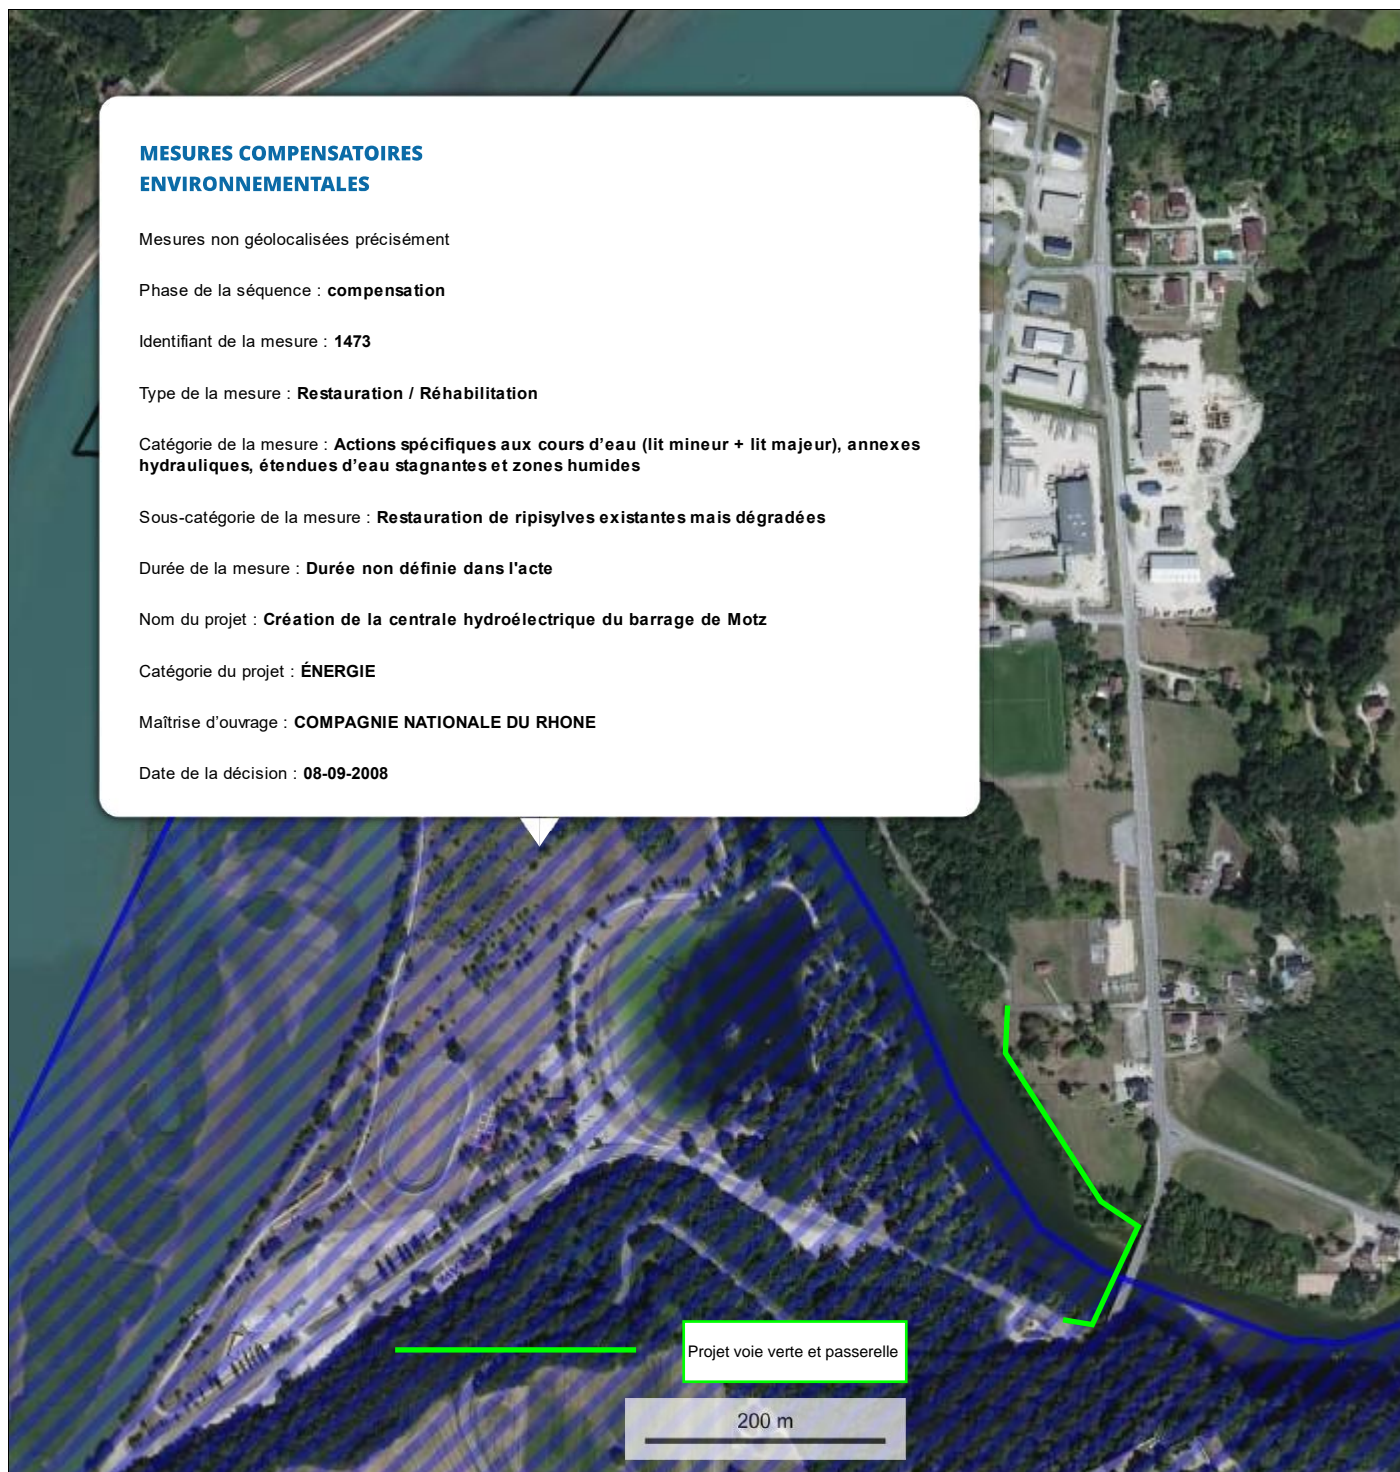 MESURES COMPENSATOIRES
ENVIRONNEMENTALES
Mesures non géolocalisées précisément
Phase de la séquence : compensation
Identifiant de la mesure : 1473
Type de la mesure : Restauration / Réhabilitation
Catégorie de la mesure : Actions spécifiques aux cours d'eau (lit mineur + lit majeur), annexes
hydrauliques, étendues d'eau stagnantes et zones humides
Sous-catégorie de la mesure : Restauration de ripisylves existantes mais dégradées
Durée de la mesure : Durée non définie dans l'acte
Nom du projet : Création de la centrale hydroélectrique du barrage de Motz
Catégorie du projet : ÉNERGIE
Maîtrise d'ouvrage : COMPAGNIE NATIONALE DU RHONE
Date de la décision : 08-09-2008
Projet voie verte et passerelle
200 m